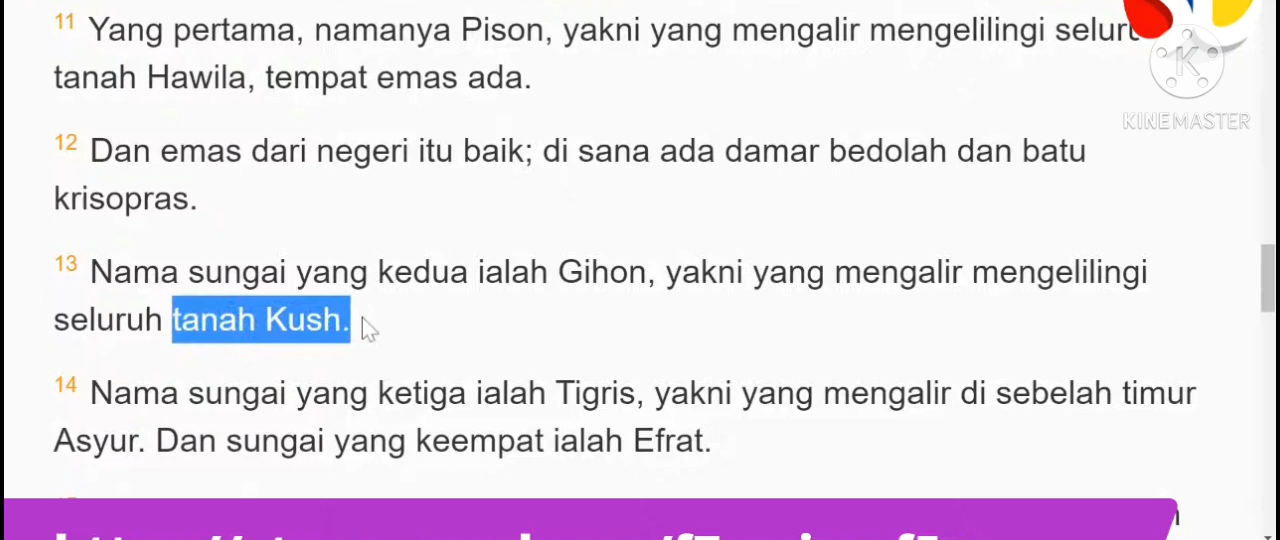 11 Yang pertama, namanya Pison, yakni yang mengalir mengelilingi
tanah Hawila, tempat emas ada.
K
KINEMASTER
12 Dan emas dari negeri itu baik; di sana ada damar bedolah dan batu
krisopras.
13 Nama sungai yang kedua ialah Gihon, yakni yang mengalir mengelilingi
seluruh tanah Kush.
14 Nama sungai yang ketiga ialah Tigris, yakni yang mengalir di sebelah timur
Asyur. Dan sungai yang keempat ialah Efrat.